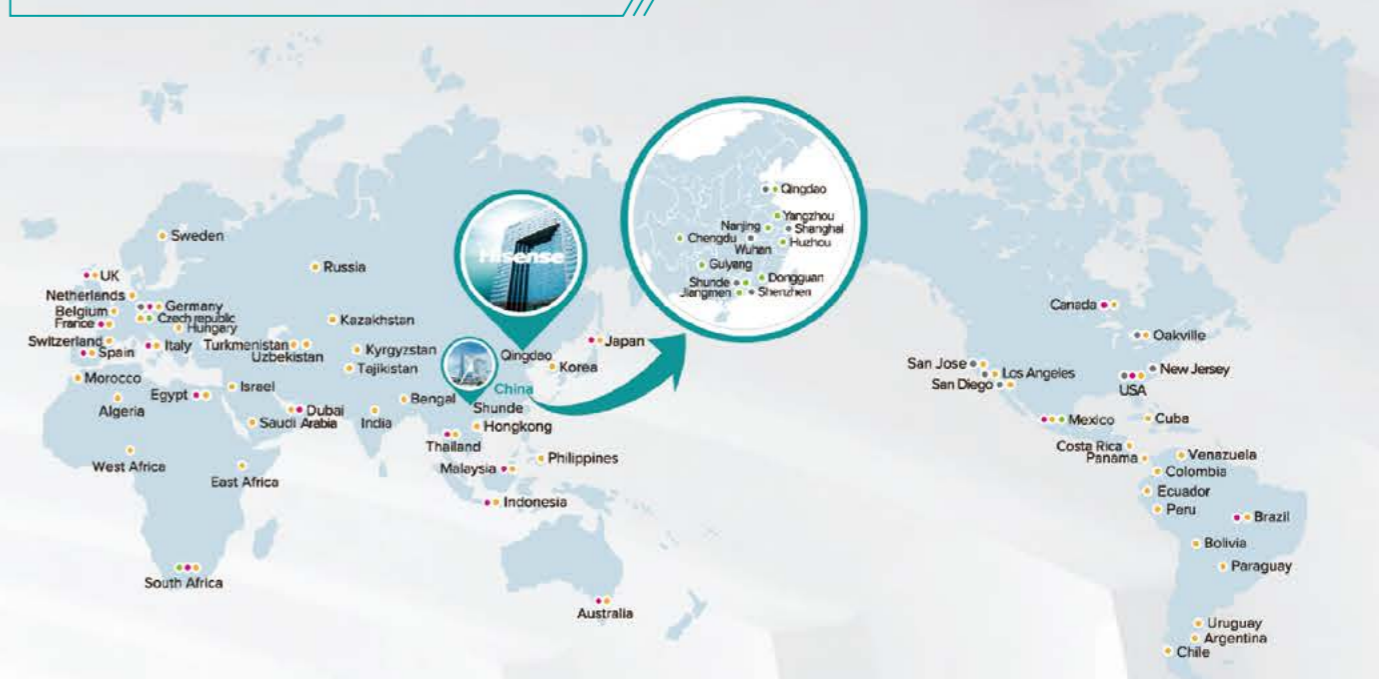 Hisense
Qingdao
Yangzhou
Nanjing
Shanghai
Chengdu
Huzhou
Wuhan
Guiyang
Dongguan
Shunde
Jiangmen
Shenzhen
Sweden
Russia
UK
Netherlands
Germany
Belgium
Czech republic
France
Hungary
Kazakhstan
Switzerland
Spain
Italy
Turkmenistan
Uzbekistan
Kyrgyzstan
Tajikistan
Qingdao
Japan
Korea
China
Morocco
Algeria
Egypt
Israel
Saudi Arabia
Dubai
India
Bengal
Shunde
Hongkong
Thailand
Malaysia
Philippines
Indonesia
West Africa
East Africa
South Africa
Australia
Canada
Oakville
San Jose
Los Angeles
San Diego
New Jersey
USA
Mexico
Cuba
Costa Rica
Panama
Venazuela
Colombia
Ecuador
Peru
Brazil
Bolivia
Paraguay
Uruguay
Argentina
Chile